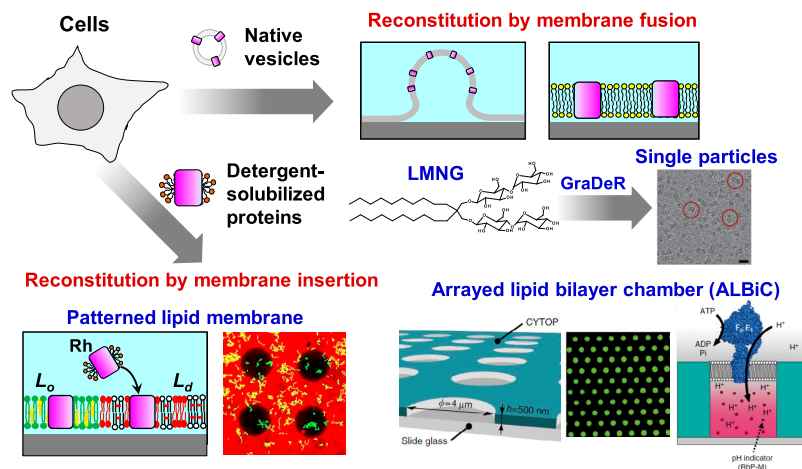 Cells
Native
vesicles
Reconstitution by membrane fusion
Detergent-
solubilized
proteins
LMNG
GraDeR
Single particles
Reconstitution by membrane insertion
Patterned lipid membrane
Rh
Lo
Ld
Arrayed lipid bilayer chamber (ALBiC)
CYTOP
ϕ=4 μm
h=500 nm
Slide glass
ATP
ADP
Pi
FoF1
H+
H+
H+
H+
H+
H+
H+
H+
H+
pH indicator
(RhP-M)